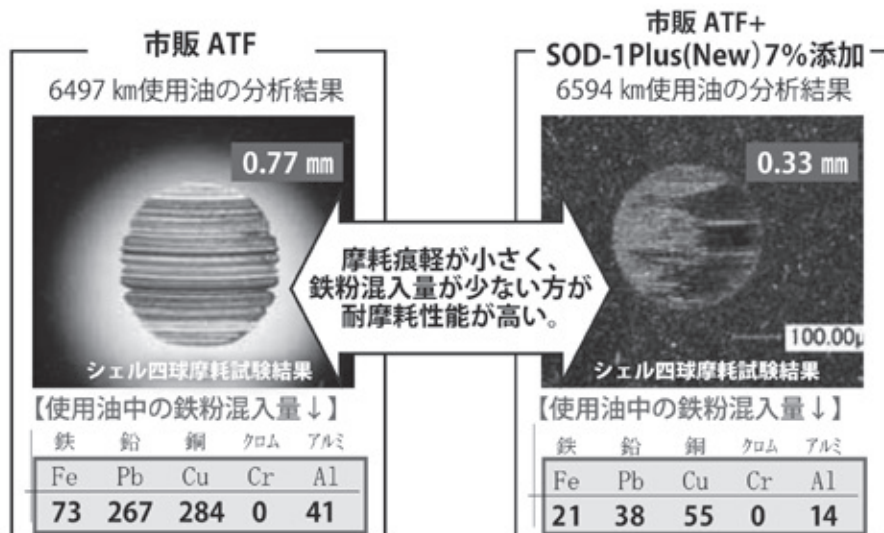 市販 ATF
6497 ㎞使用油の分析結果
0.77 ㎜
シェル四球摩耗試験結果
【使用油中の鉄粉混入量↓】
鉄 鉛 銅 クロム アルミ
Fe Pb Cu Cr Al
73 267 284 0 41
摩耗痕軽が小さく、
鉄粉混入量が少ない方が
耐摩耗性能が高い。
市販 ATF+
SOD-1Plus(New)7%添加
6594 ㎞使用油の分析結果
0.33 ㎜
100.00μ
シェル四球摩耗試験結果
【使用油中の鉄粉混入量↓】
鉄 鉛 銅 クロム アルミ
Fe Pb Cu Cr Al
21 38 55 0 14